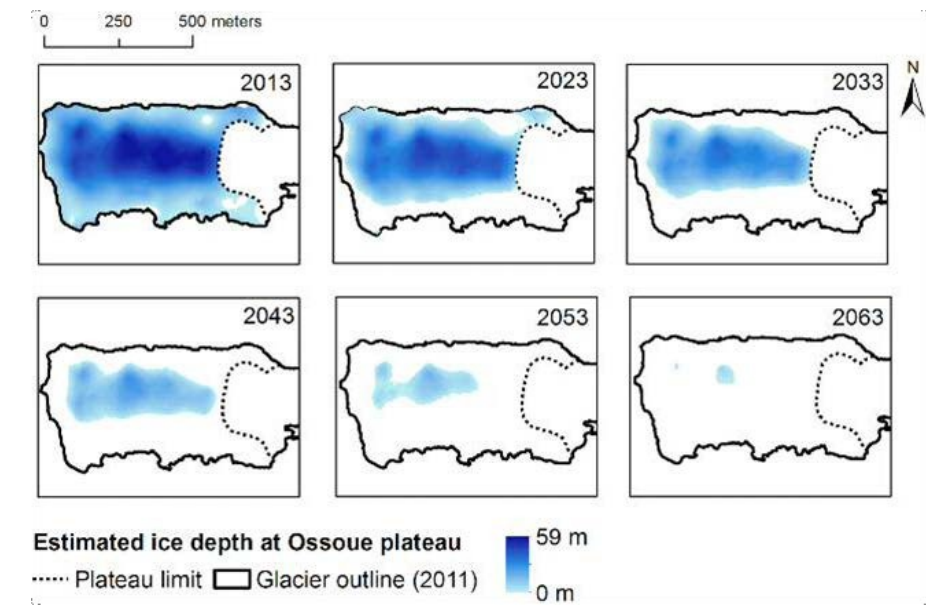 0 250 500 meters
N
2013
2023
2033
2043
2053
2063
Estimated ice depth at Ossoue plateau
59 m
0 m
Plateau limit
Glacier outline (2011)